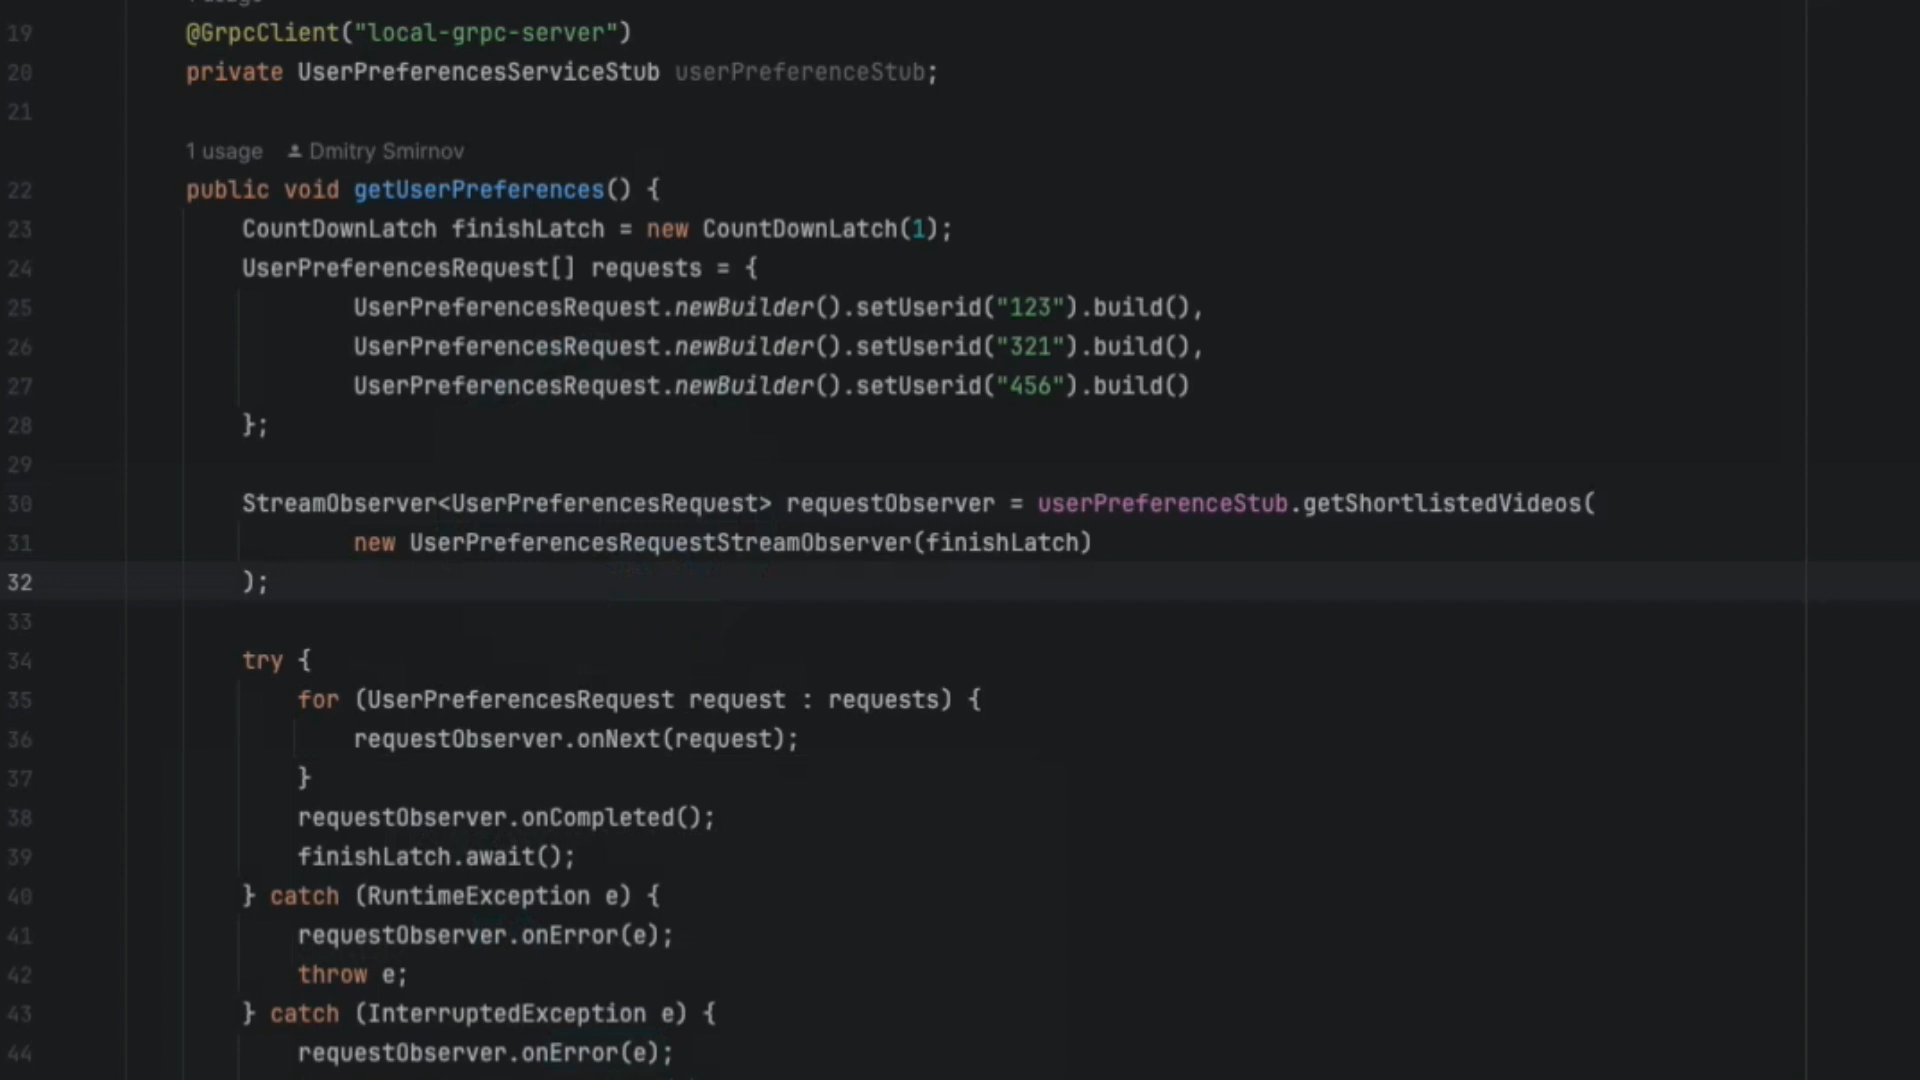 19 @GrpcClient("local-grpc-server")
20 private UserPreferencesServiceStub userPreferenceStub;
21
1 usage Dmitry Smirnov
22 public void getUserPreferences() {
23 CountDownLatch finishLatch = new CountDownLatch(1);
24 UserPreferencesRequest[] requests = {
25 UserPreferencesRequest.newBuilder().setUserid("123").build(),
26 UserPreferencesRequest.newBuilder().setUserid("321").build(),
27 UserPreferencesRequest.newBuilder().setUserid("456").build()
28 };
29
30 StreamObserver<UserPreferencesRequest> requestObserver = userPreferenceStub.getShortlistedVideos(
31 new UserPreferencesRequestStreamObserver(finishLatch)
32 );
33
34 try {
35 for (UserPreferencesRequest request : requests) {
36 requestObserver.onNext(request);
37 }
38 requestObserver.onCompleted();
39 finishLatch.await();
40 } catch (RuntimeException e) {
41 requestObserver.onError(e);
42 throw e;
43 } catch (InterruptedException e) {
44 requestObserver.onError(e);